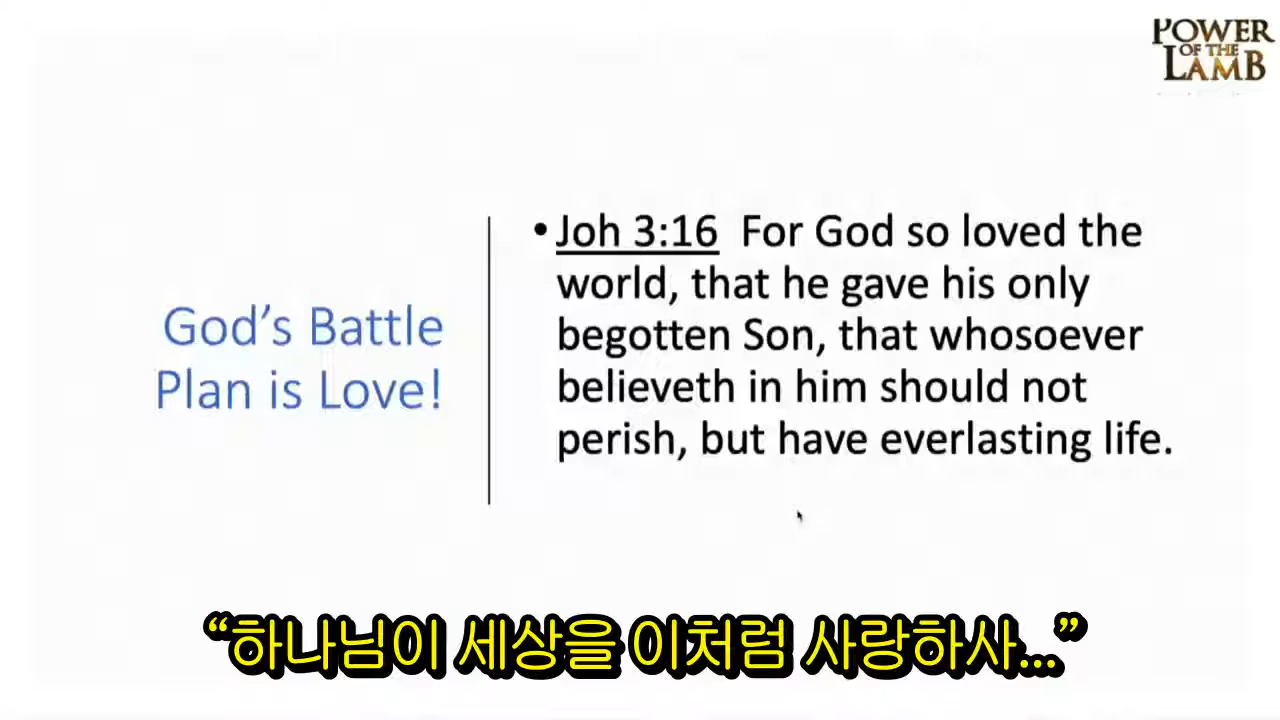 POWER
OF THE
LAMB
God's Battle
Plan is Love!
• Joh 3:16 For God so loved the
world, that he gave his only
begotten Son, that whosoever
believeth in him should not
perish, but have everlasting life.
“하나님이 세상을 이처럼 사랑하사...”